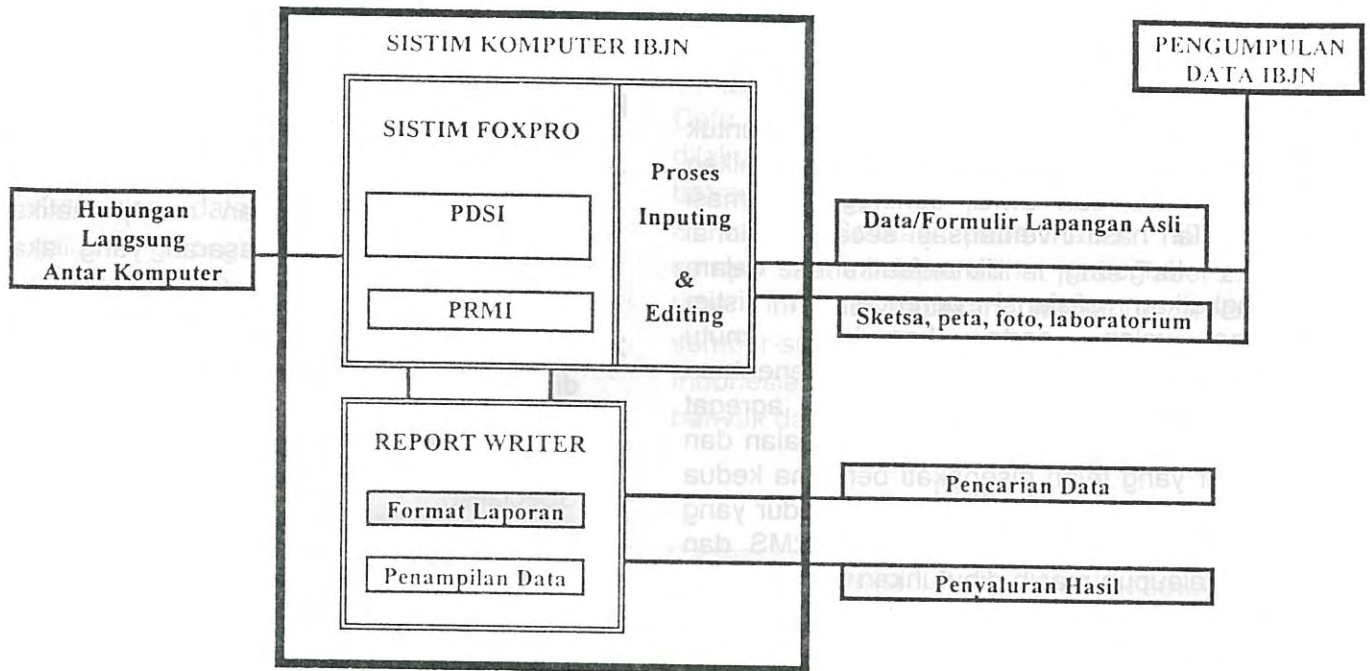 SISTIM KOMPUTER IBJN
PENGUMPULAN
DATA IBJN
SISTIM FOXPRO
PDSI
PRMI
Proses
Inputing
&
Editing
Hubungan
Langsung
Antar Komputer
Data/Formulir Lapangan Asli
Sketsa, peta, foto, laboratorium
REPORT WRITER
Format Laporan
Penampilan Data
Pencarian Data
Penyaluran Hasil